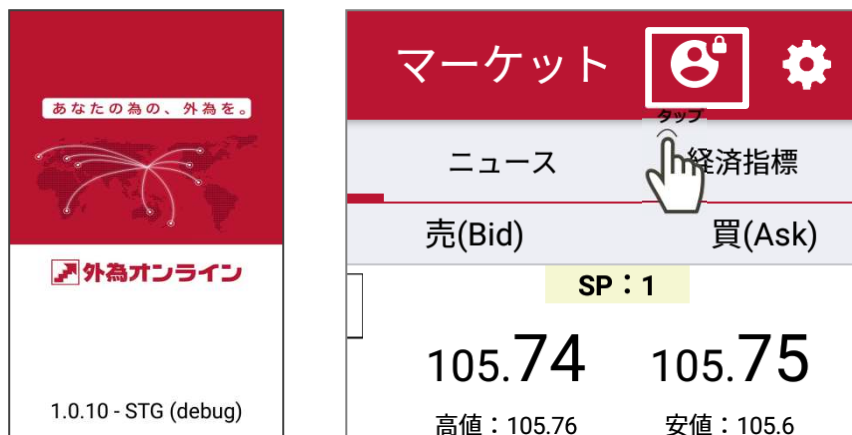 あなたの為の、外為を。
外為オンライン
1.0.10 - STG (debug)
マーケット
タップ
ニュース 経済指標
売(Bid) 買(Ask)
SP：1
105.74 105.75
高値：105.76 安値：105.6